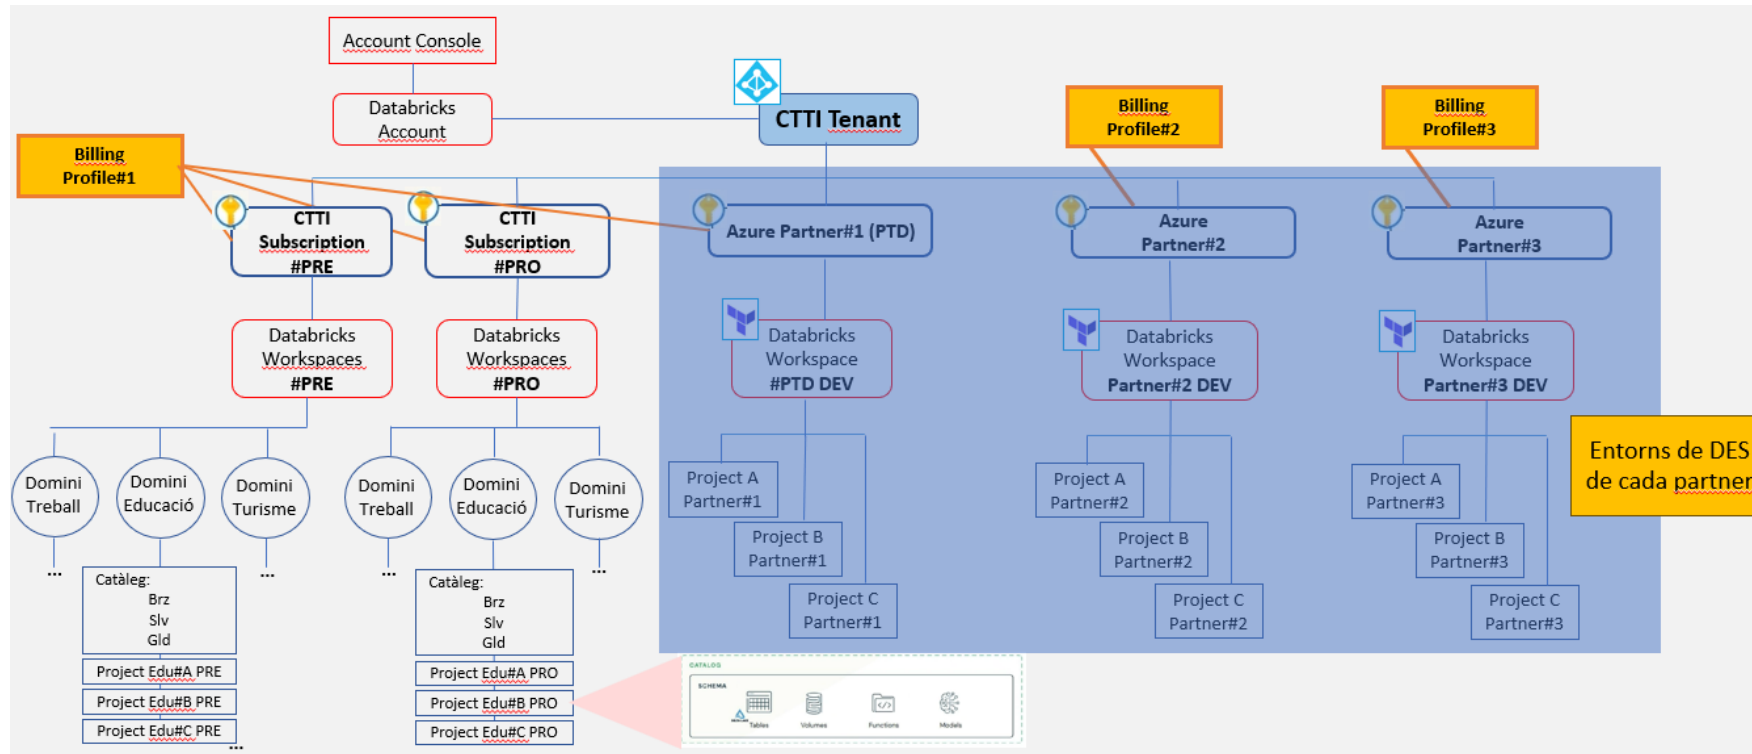 Account Console
Databricks
Account
CTTI Tenant
Billing
Profile#1
Billing
Profile#2
Billing
Profile#3
CTTI
Subscription
#PRE
CTTI
Subscription
#PRO
Azure Partner#1 (PTD)
Azure
Partner#2
Azure
Partner#3
Databricks
Workspaces
#PRE
Databricks
Workspaces
#PRO
Databricks
Workspace
#PTD DEV
Databricks
Workspace
Partner#2 DEV
Databricks
Workspace
Partner#3 DEV
Entorns de DES
de cada partner
Domini
Treball
Domini
Educació
Domini
Turisme
Domini
Treball
Domini
Educació
Domini
Turisme
Project A
Partner#1
Project B
Partner#1
Project C
Partner#1
Project A
Partner#2
Project B
Partner#2
Project C
Partner#2
Project A
Partner#3
Project B
Partner#3
Project C
Partner#3
...
...
...
...
Catàleg:
Brz
Slv
Gld
Project Edu#A PRE
Project Edu#B PRE
Project Edu#C PRE
...
Catàleg:
Brz
Slv
Gld
Project Edu#A PRO
Project Edu#B PRO
Project Edu#C PRO
CATALOG
SCHEMA
Tables
Volumes
Functions
Models